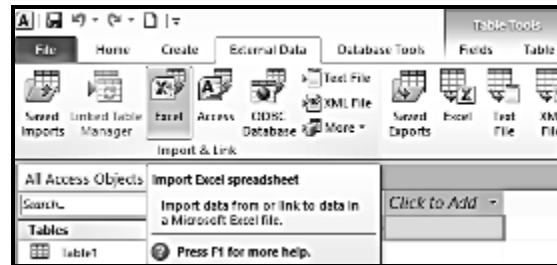 Table Tools
File Home Create External Data Database Tools Fields Table
Saved Imports
Linked Table Manager
Excel
Access
ODBC Database
Text File
XML File
More
Saved Exports
Excel
Text File
XM File
Import & Link
All Access Objects
Search..
Tables
Table1
Import Excel spreadsheet
Import data from or link to data in
a Microsoft Excel file.
Press F1 for more help.
Click to Add